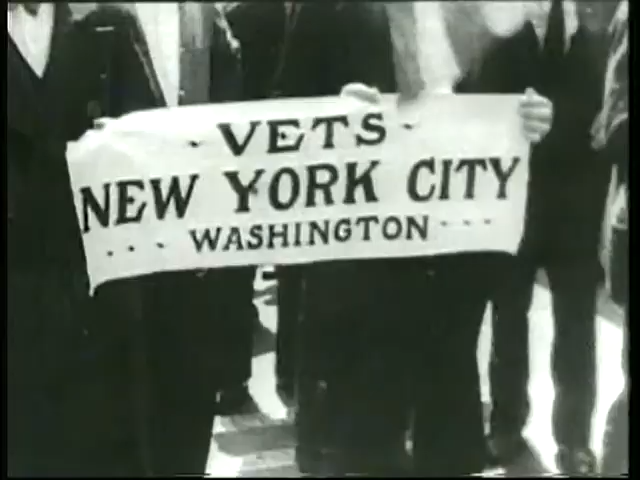 - VETS -
NEW YORK CITY
... WASHINGTON ...